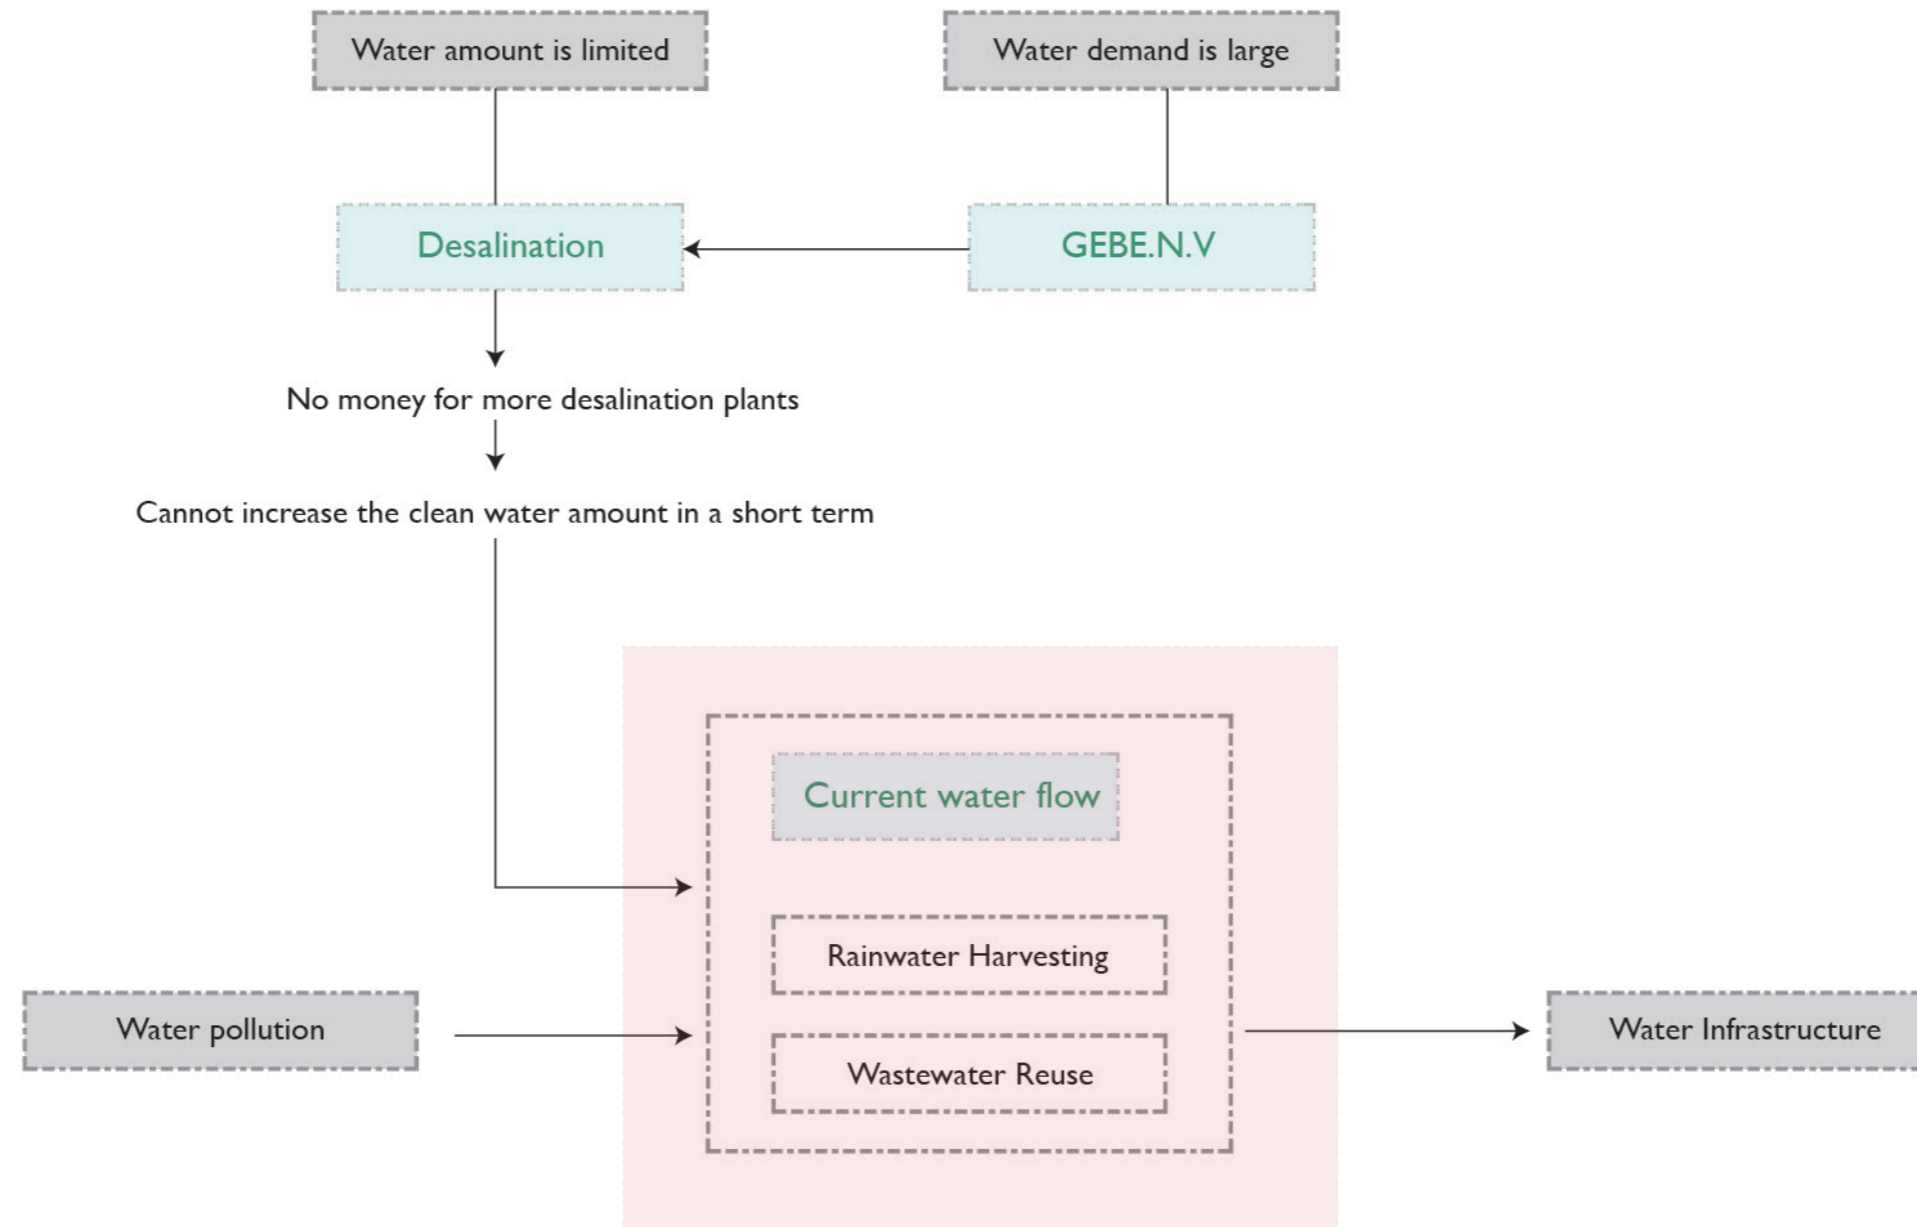 Water amount is limited
Water demand is large
Desalination
GEBE.N.V
No money for more desalination plants
Cannot increase the clean water amount in a short term
Current water flow
Rainwater Harvesting
Water pollution
Water Infrastructure
Wastewater Reuse